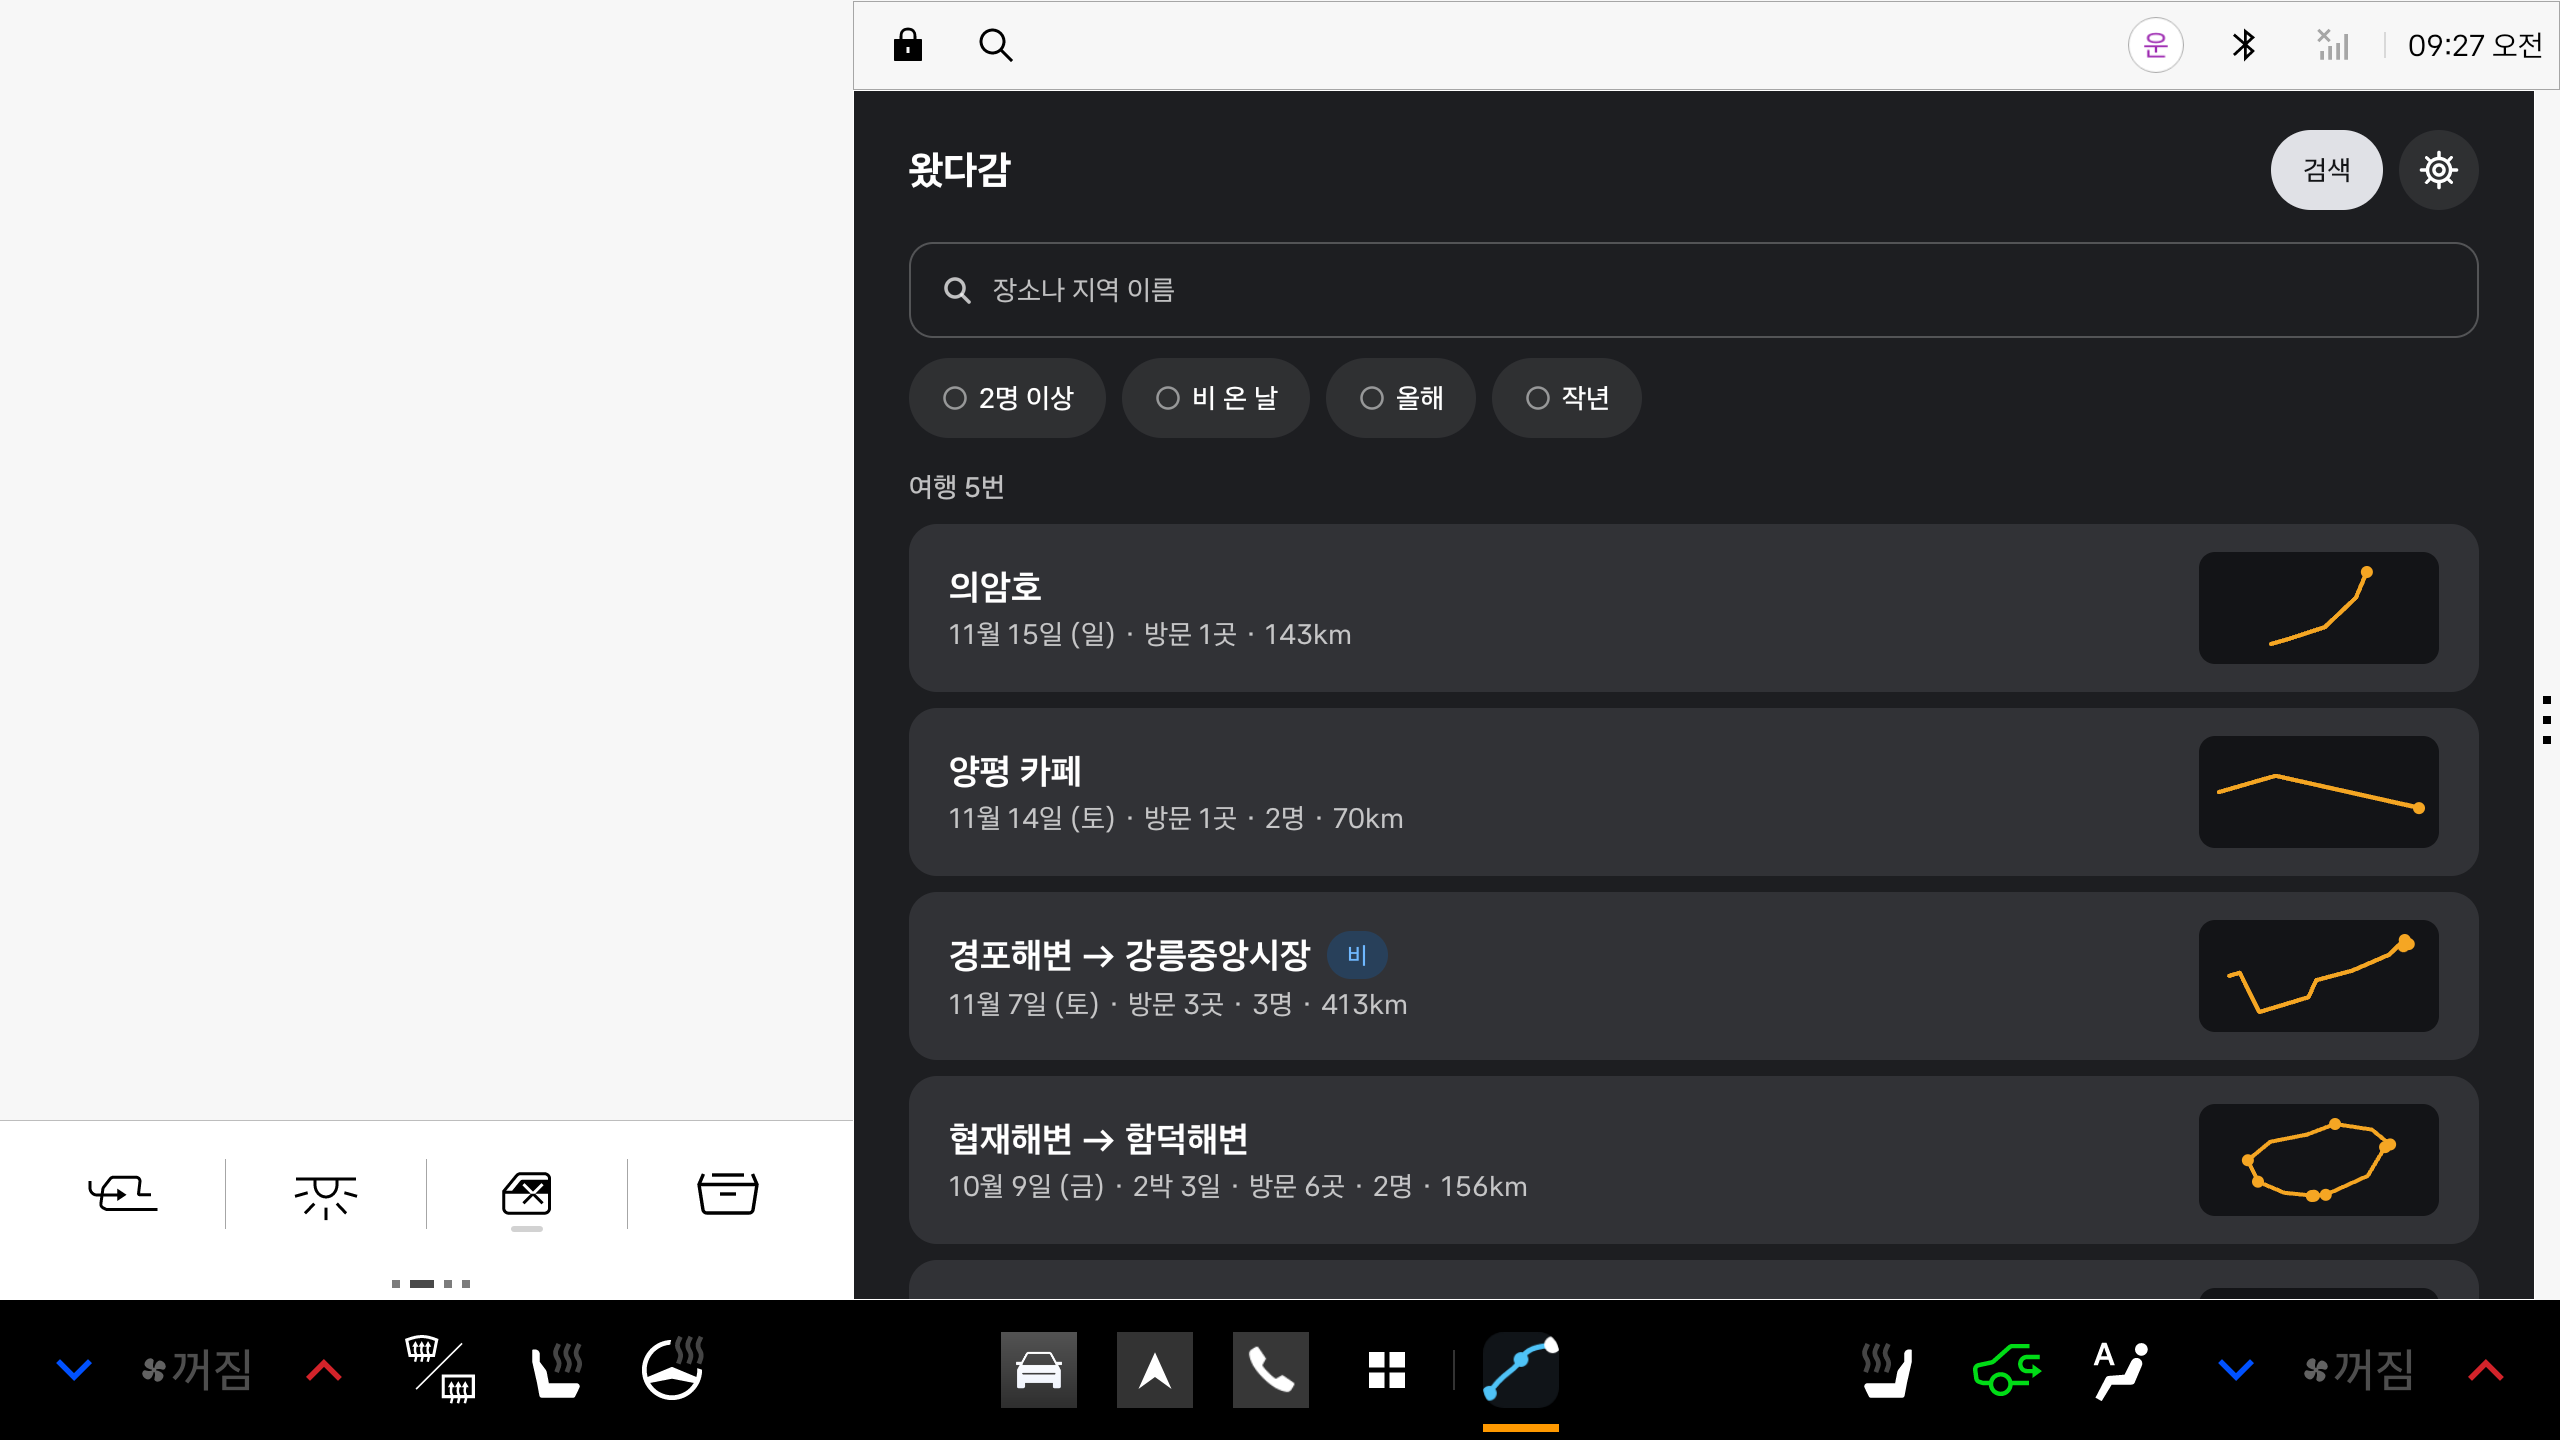 운
09:27 오전
왔다감
검색
장소나 지역 이름
2명 이상
비 온 날
올해
작년
여행 5번
의암호
11월 15일 (일) · 방문 1곳 · 143km
양평 카페
11월 14일 (토) · 방문 1곳 · 2명 · 70km
경포해변 → 강릉중앙시장 비
11월 7일 (토) · 방문 3곳 · 3명 · 413km
협재해변 → 함덕해변
10월 9일 (금) · 2박 3일 · 방문 6곳 · 2명 · 156km
꺼짐
A
꺼짐